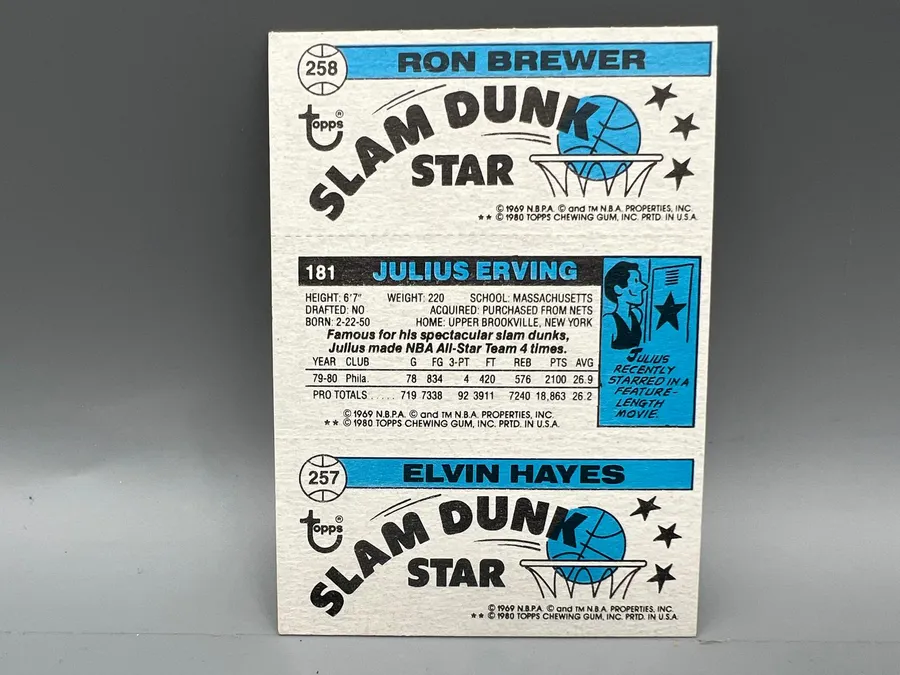 258 RON BREWER
topps®
SLAM DUNK
STAR
© 1969 N.B.P.A. © and TM N.B.A. PROPERTIES, INC.
** © 1980 TOPPS CHEWING GUM, INC. PRTD. IN U.S.A.
181 JULIUS ERVING
HEIGHT: 6'7" WEIGHT: 220 SCHOOL: MASSACHUSETTS
DRAFTED: NO ACQUIRED: PURCHASED FROM NETS
BORN: 2-22-50 HOME: UPPER BROOKVILLE, NEW YORK
Famous for his spectacular slam dunks,
Julius made NBA All-Star Team 4 times.
YEAR CLUB G FG 3-PT FT REB PTS AVG
79-80 Phila. 78 834 4 420 576 2100 26.9
PRO TOTALS ..... 719 7338 92 3911 7240 18,863 26.2
© 1969 N.B.P.A. © and TM N.B.A. PROPERTIES, INC.
** © 1980 TOPPS CHEWING GUM, INC. PRTD. IN U.S.A.
JULIUS
RECENTLY
STARRED IN A
FEATURE-
LENGTH
MOVIE.
257 ELVIN HAYES
topps®
SLAM DUNK
STAR
© 1969 N.B.P.A. © and TM N.B.A. PROPERTIES, INC.
** © 1980 TOPPS CHEWING GUM, INC. PRTD. IN U.S.A.